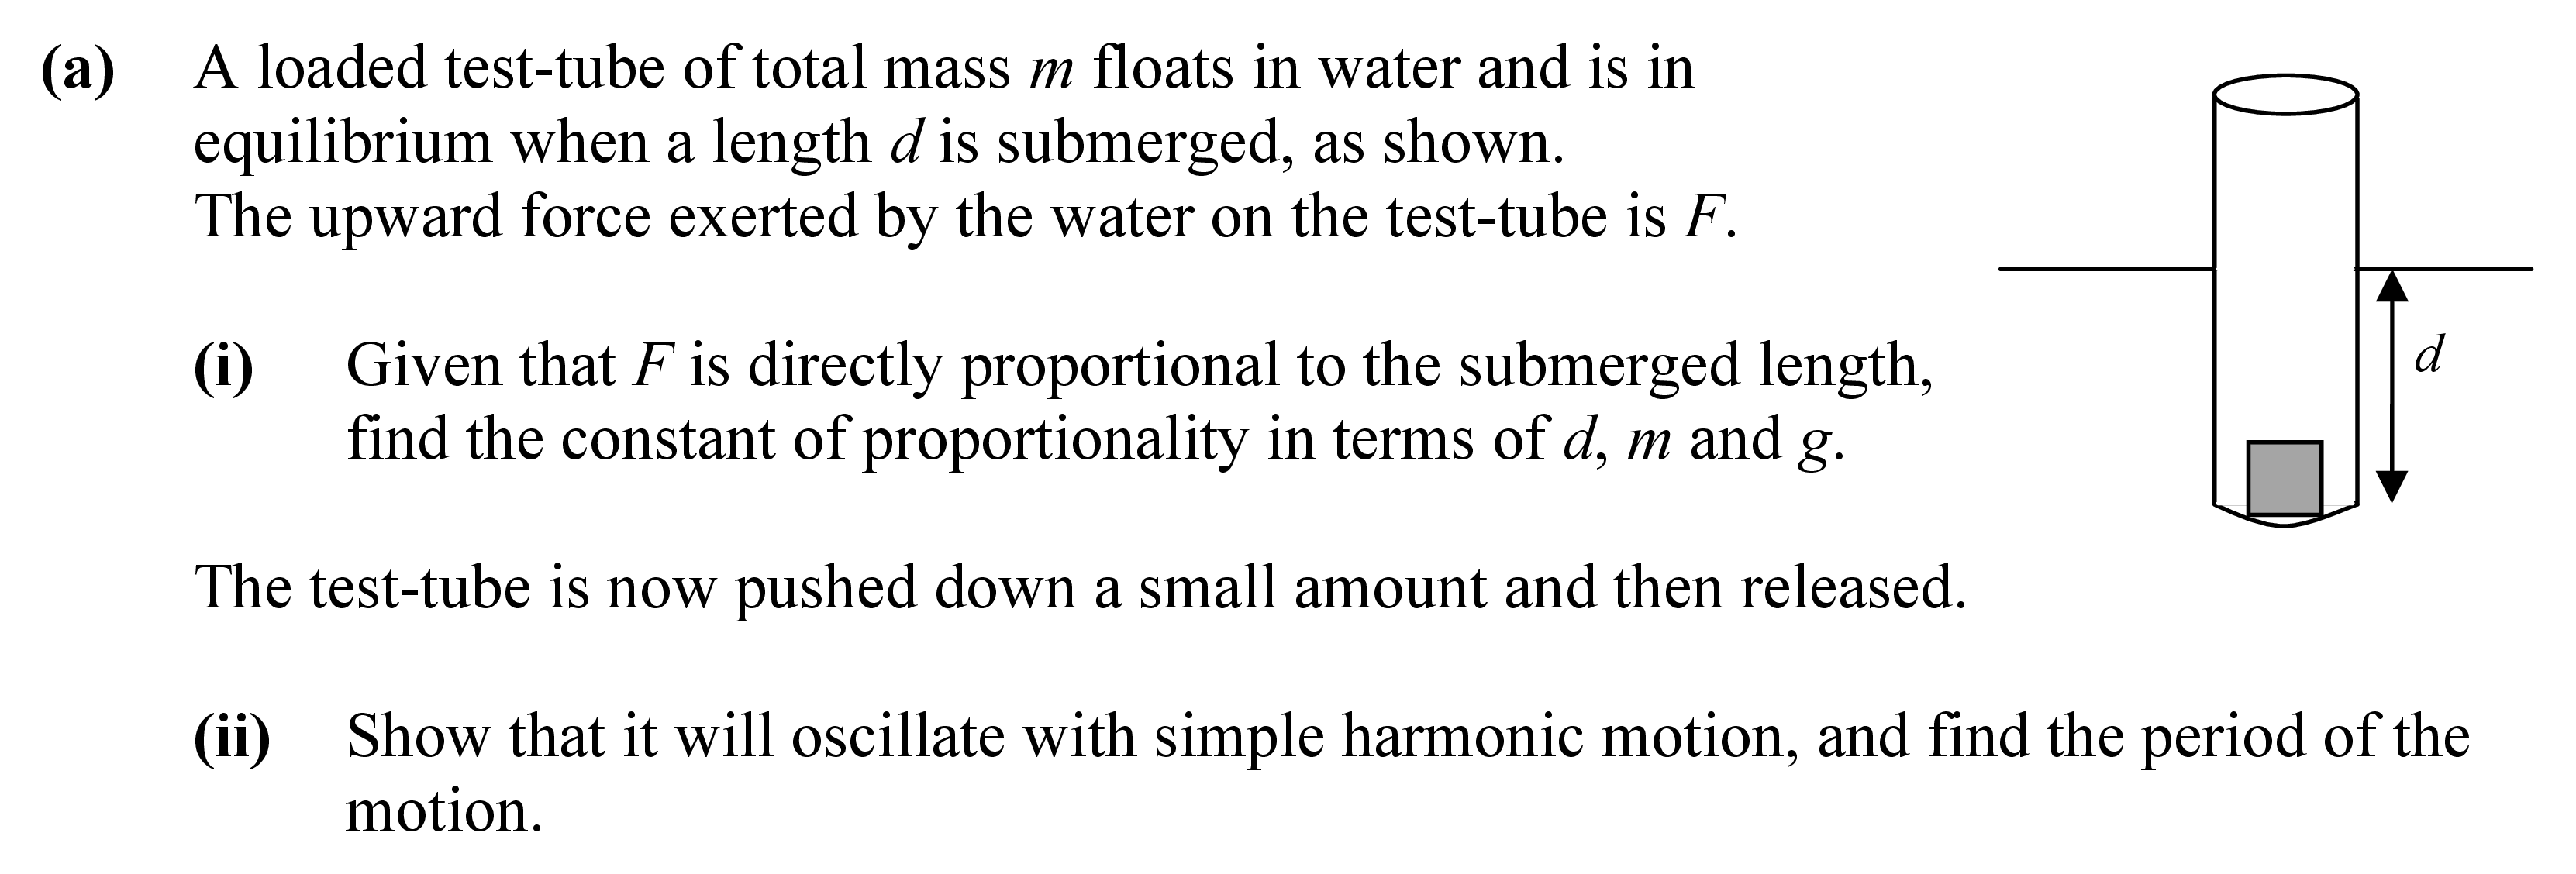 (a) A loaded test-tube of total mass m floats in water and is in
equilibrium when a length d is submerged, as shown.
The upward force exerted by the water on the test-tube is F.
(i) Given that F is directly proportional to the submerged length,
find the constant of proportionality in terms of d, m and g.
d
The test-tube is now pushed down a small amount and then released.
(ii) Show that it will oscillate with simple harmonic motion, and find the period of the
motion.